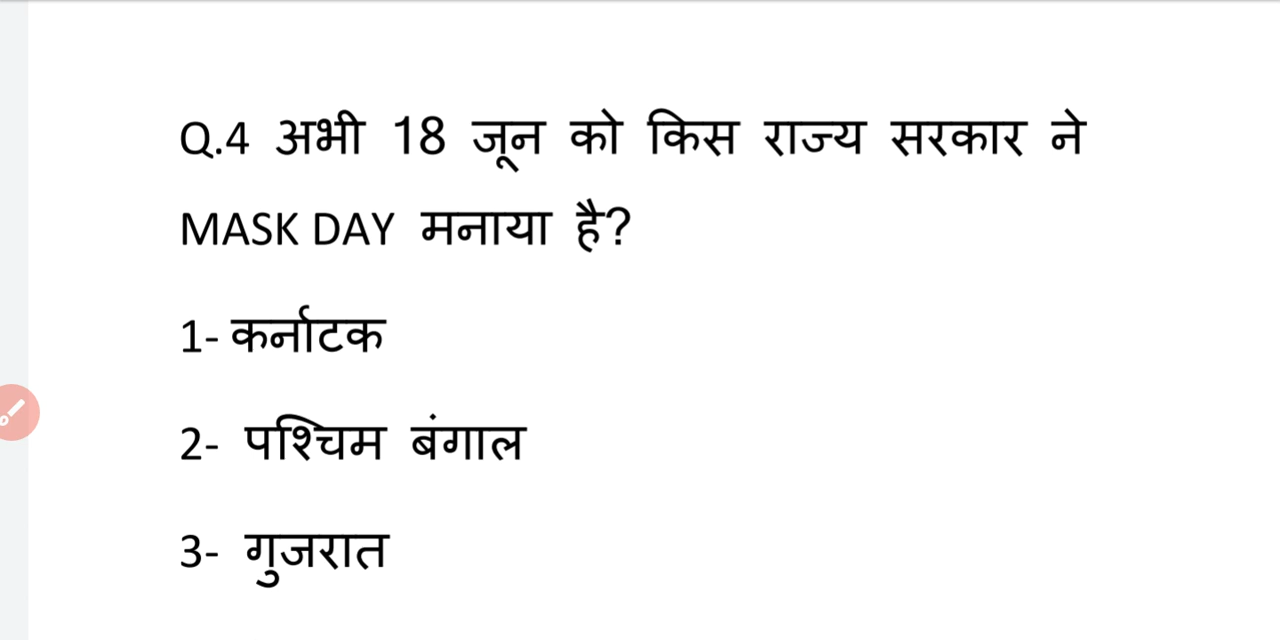 Q.4 अभी 18 जून को किस राज्य सरकार ने
MASK DAY मनाया है?
1- कर्नाटक
2- पश्चिम बंगाल
3- गुजरात